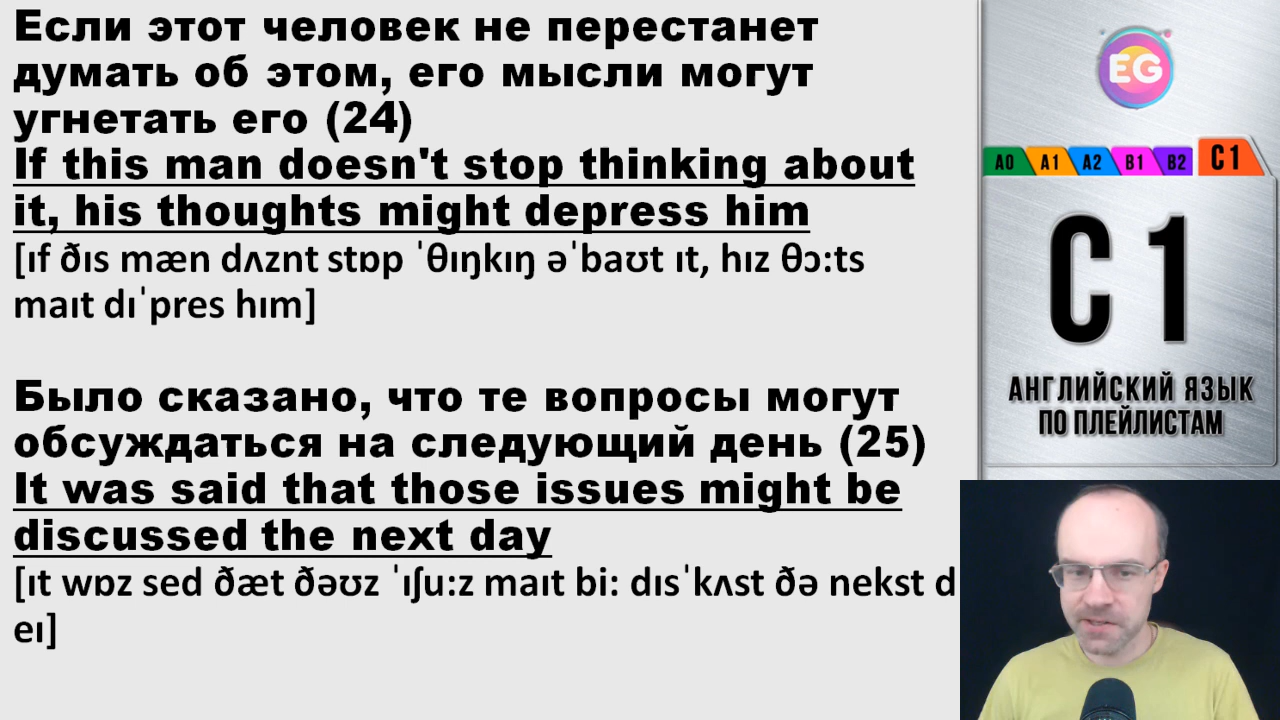 Если этот человек не перестанет
думать об этом, его мысли могут
угнетать его (24)
If this man doesn't stop thinking about
it, his thoughts might depress him
[ɪf ðɪs mæn dʌznt stɒp ˈθɪŋkɪŋ əˈbaʊt ɪt, hɪz θɔ:ts
maɪt dɪˈpres hɪm]
Было сказано, что те вопросы могут
обсуждаться на следующий день (25)
It was said that those issues might be
discussed the next day
[ɪt wɒz sed ðæt ðəʊz ˈɪʃu:z maɪt bi: dɪsˈkʌst ðə nekst d
eɪ]
EG
A0 A1 A2 B1 B2 C1
C1
АНГЛИЙСКИЙ ЯЗЫК
ПО ПЛЕЙЛИСТАМ